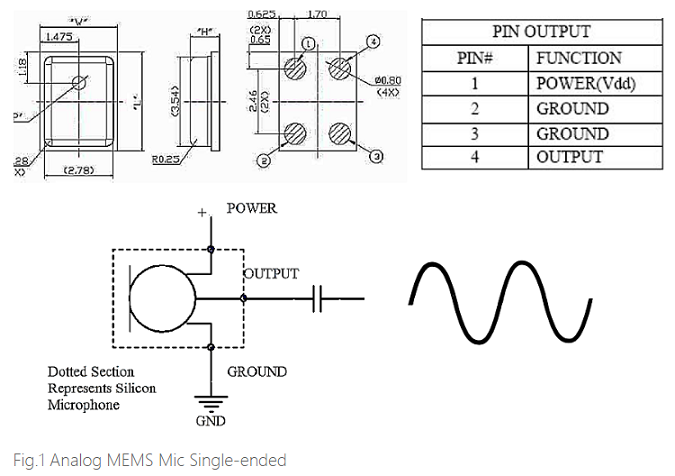 "W"
1.475
1.18
"L"
P'
.28
X)
(2.78)
"H"
(3.54)
R0.25
0.625
1.70
(2X)
0.65
2.46
(2X)
Ø0.80
(4X)
1
4
2
3
PIN OUTPUT
PIN# FUNCTION
1 POWER(Vdd)
2 GROUND
3 GROUND
4 OUTPUT
+ POWER
OUTPUT
GROUND
Dotted Section
Represents Silicon
Microphone
GND
Fig.1 Analog MEMS Mic Single-ended